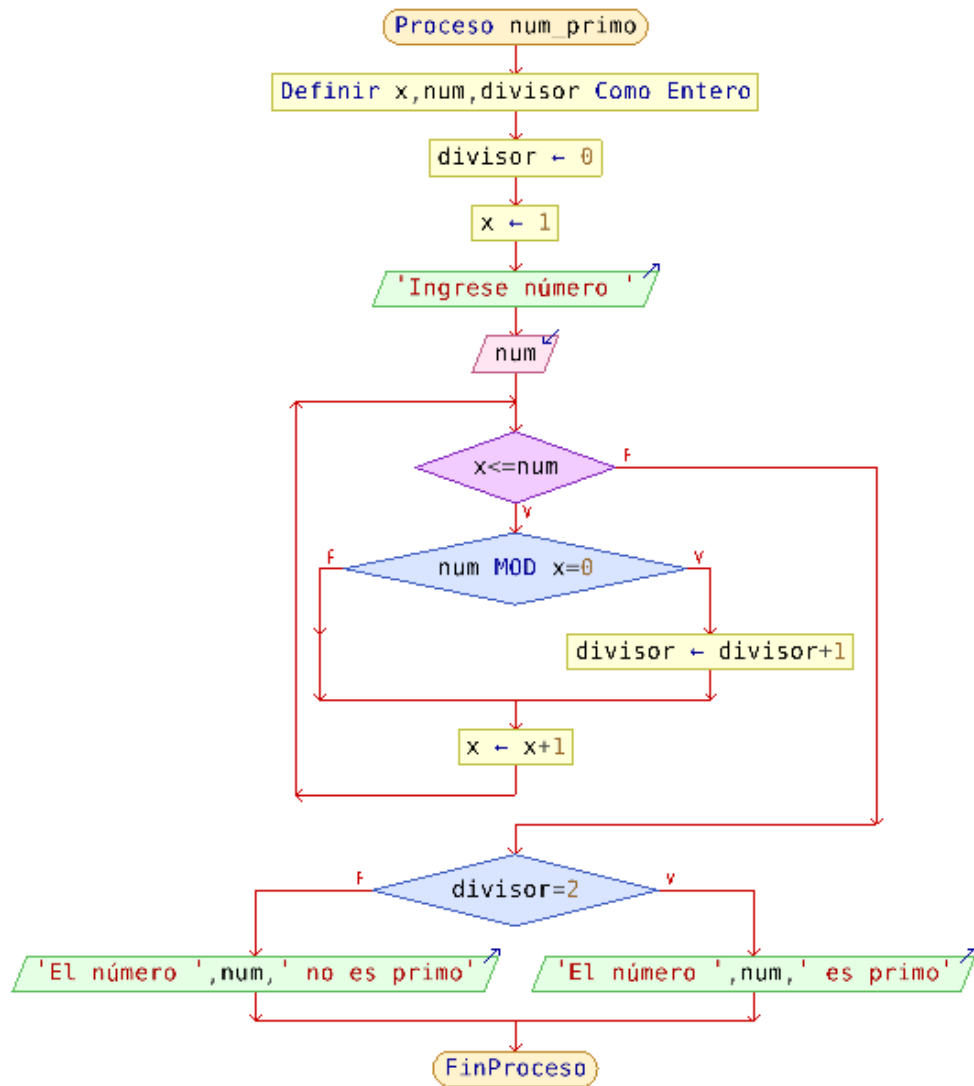 Proceso num_primo
Definir x,num,divisor Como Entero
divisor ← 0
x ← 1
'Ingrese número '
num
x<=num
F
V
F
num MOD x=0
V
divisor ← divisor+1
x ← x+1
F
divisor=2
V
'El número ',num,' no es primo'
'El número ',num,' es primo'
FinProceso